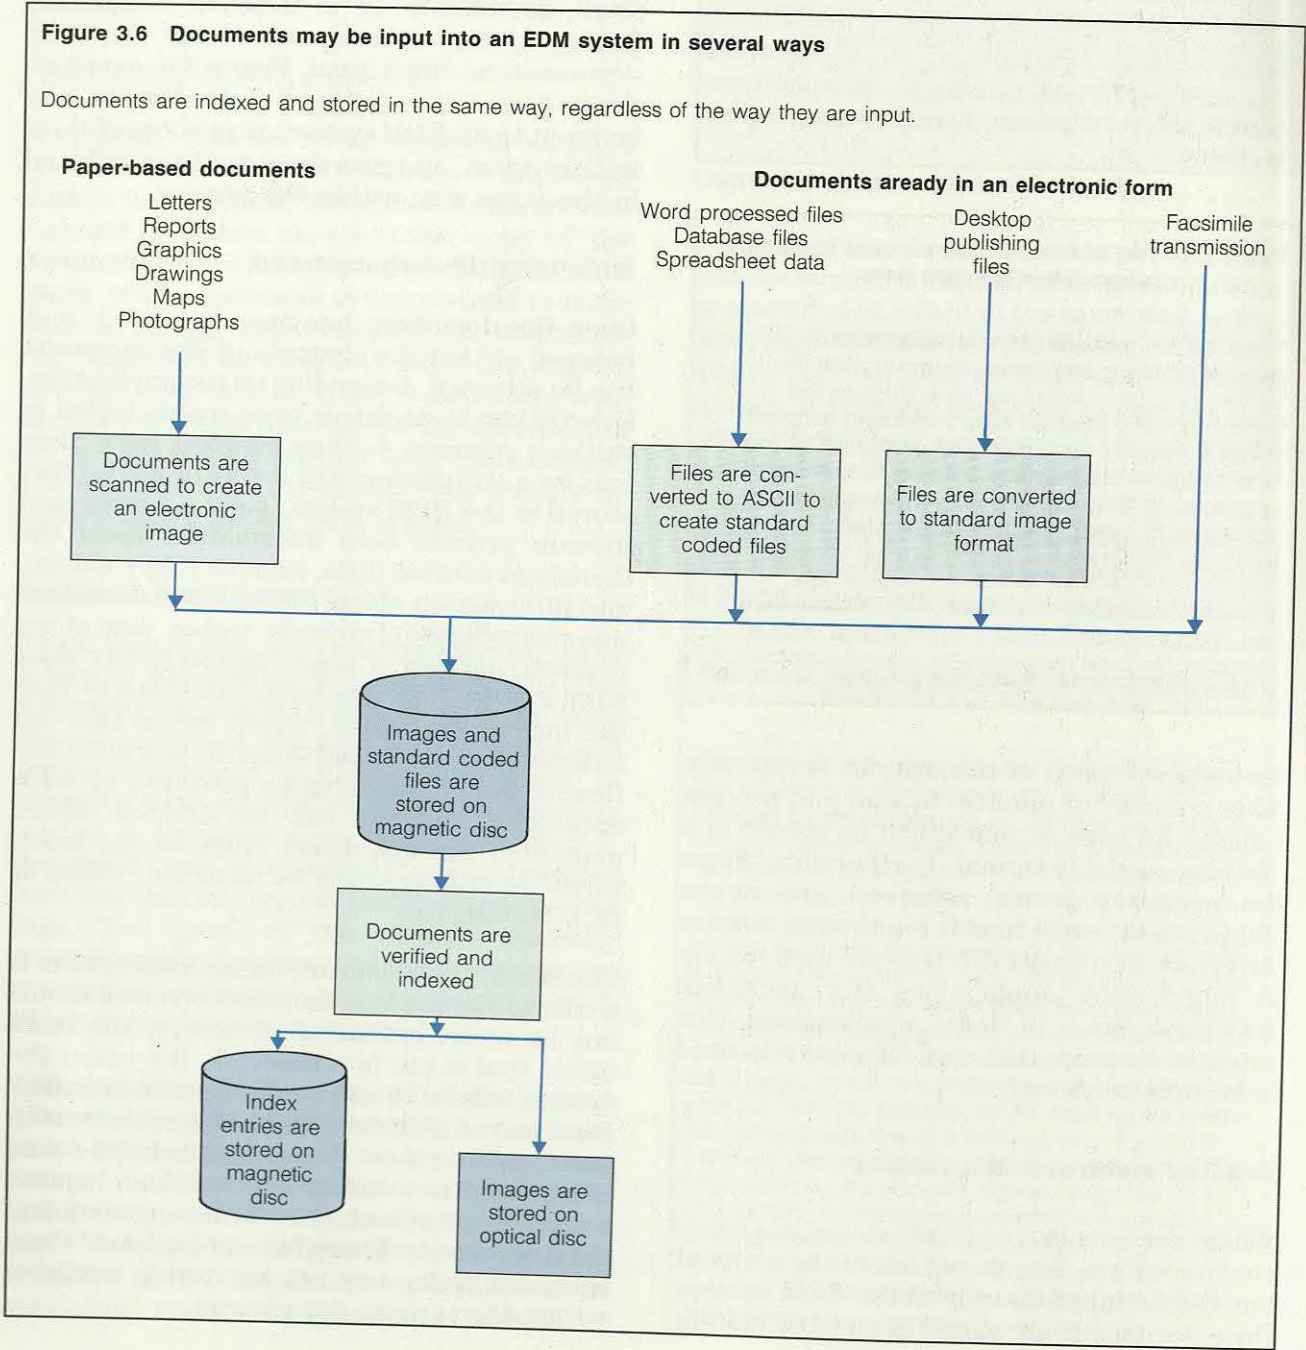 Figure 3.6 Documents may be input into an EDM system in several ways
Documents are indexed and stored in the same way, regardless of the way they are input.
Paper-based documents
Letters
Reports
Graphics
Drawings
Maps
Photographs
Documents aready in an electronic form
Word processed files
Database files
Spreadsheet data
Desktop
publishing
files
Facsimile
transmission
Documents are
scanned to create
an electronic
image
Files are con-
verted to ASCII to
create standard
coded files
Files are converted
to standard image
format
Images and
standard coded
files are
stored on
magnetic disc
Documents are
verified and
indexed
Index
entries are
stored on
magnetic
disc
Images are
stored on
optical disc